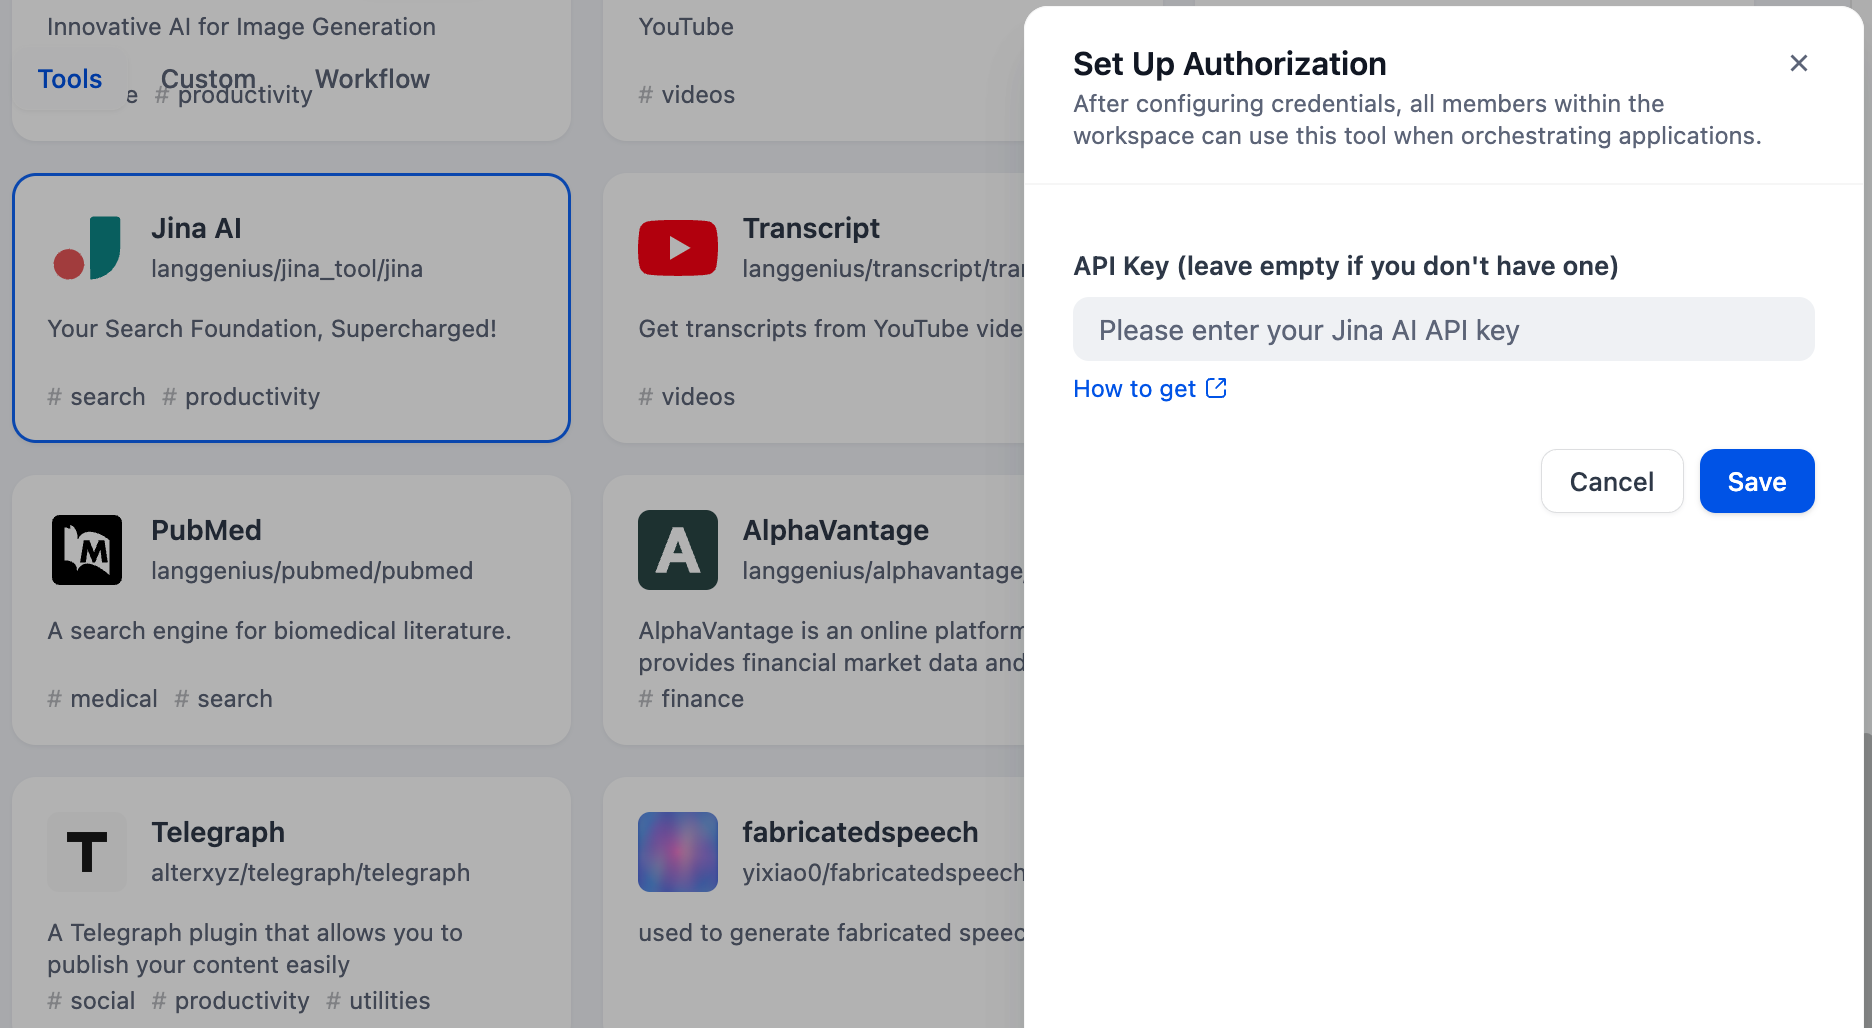 Innovative AI for Image Generation
Tools
Custom
Workflow
e # productivity
YouTube
# videos
Jina AI
langgenius/jina_tool/jina
Your Search Foundation, Supercharged!
# search # productivity
Transcript
langgenius/transcript/tran
Get transcripts from YouTube vide
# videos
M
PubMed
langgenius/pubmed/pubmed
A search engine for biomedical literature.
# medical # search
A
AlphaVantage
langgenius/alphavantage/
AlphaVantage is an online platform
provides financial market data and
# finance
T
Telegraph
alterxyz/telegraph/telegraph
A Telegraph plugin that allows you to
publish your content easily
# social # productivity # utilities
fabricatedspeech
yixiao0/fabricatedspeech
used to generate fabricated speec
Set Up Authorization
After configuring credentials, all members within the
workspace can use this tool when orchestrating applications.
API Key (leave empty if you don't have one)
Please enter your Jina AI API key
How to get
Cancel
Save